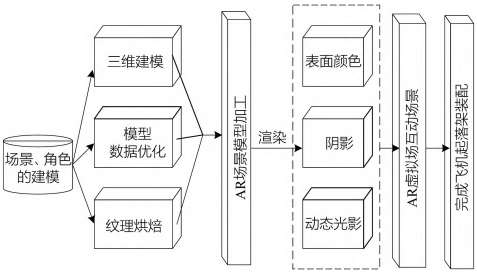 场景、角色
的建模
三维建模
模型
数据优化
纹理烘焙
AR场景模型加工
渲染
表面颜色
阴影
动态光影
AR虚拟场互动场景
完成飞机起落架装配